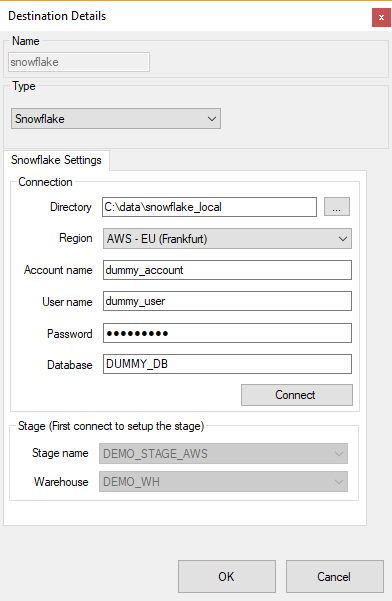 Destination Details
x
Name
snowflake
Type
Snowflake
Snowflake Settings
Connection
Directory C:\data\snowflake_local ...
Region AWS - EU (Frankfurt)
Account name dummy_account
User name dummy_user
Password ●●●●●●●●●
Database DUMMY_DB
Connect
Stage (First connect to setup the stage)
Stage name DEMO_STAGE_AWS
Warehouse DEMO_WH
OK Cancel